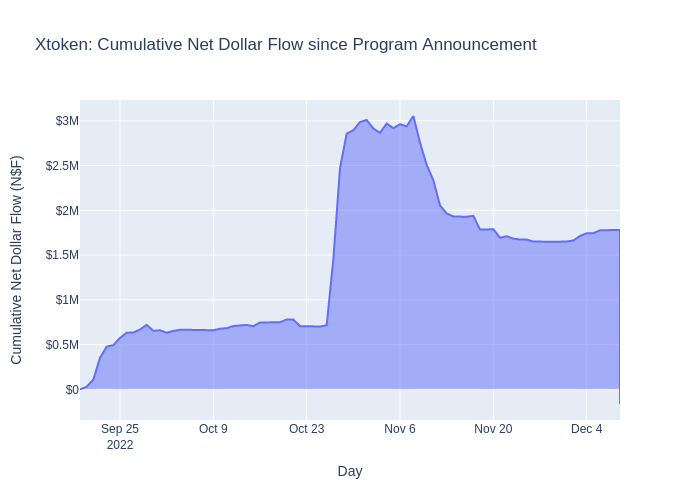 Xtoken: Cumulative Net Dollar Flow since Program Announcement
Cumulative Net Dollar Flow (N$F)
$3M
$2.5M
$2M
$1.5M
$1M
$0.5M
$0
Sep 25
2022
Oct 9
Oct 23
Nov 6
Nov 20
Dec 4
Day